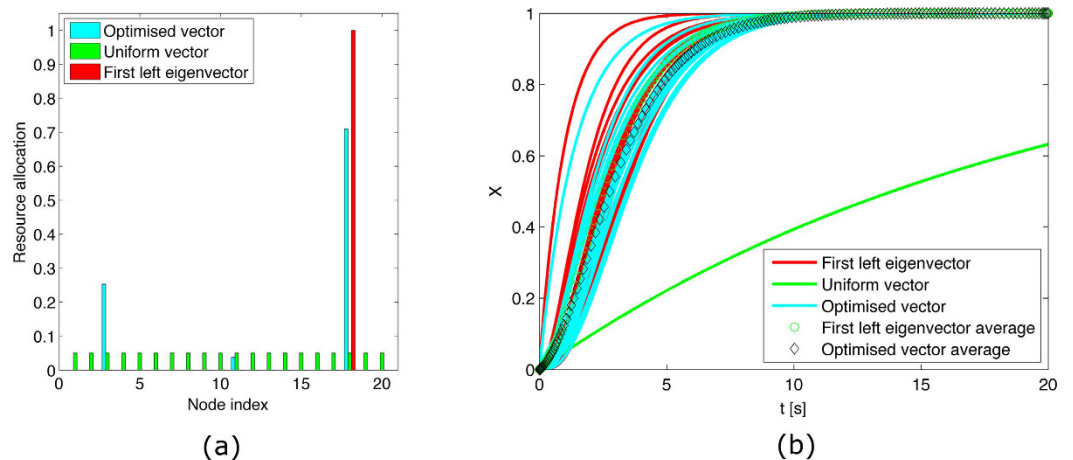 1
0.9
0.8
0.7
0.6
0.5
0.4
0.3
0.2
0.1
0
Resource allocation
Optimised vector
Uniform vector
First left eigenvector
0 5 10 15 20
Node index
(a)
1
0.8
0.6
0.4
0.2
0
X
First left eigenvector
Uniform vector
Optimised vector
First left eigenvector average
Optimised vector average
0 5 10 15 20
t [s]
(b)